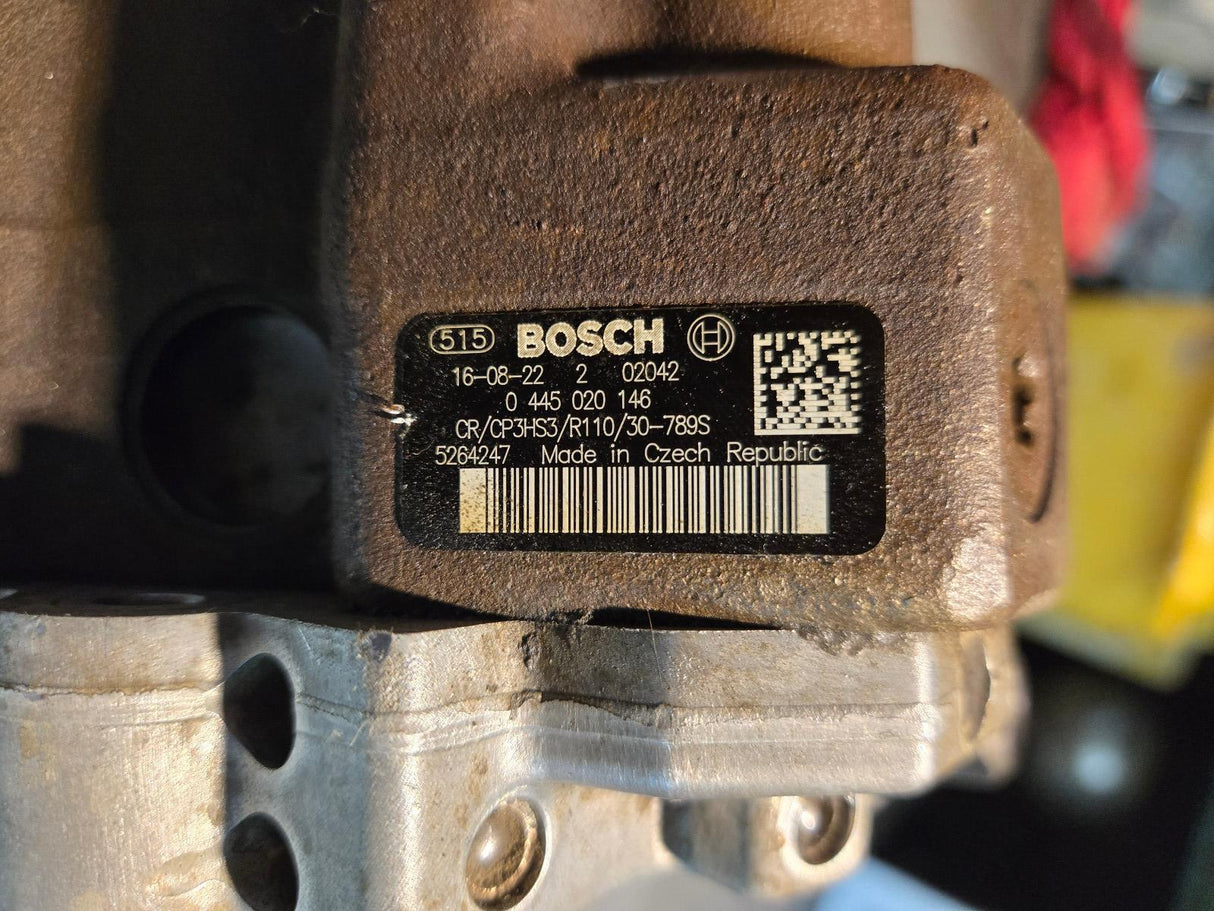 515 BOSCH
16-08-22 2 02042
0 445 020 146
CR/CP3HS3/R110/30-789S
5264247 Made in Czech Republic